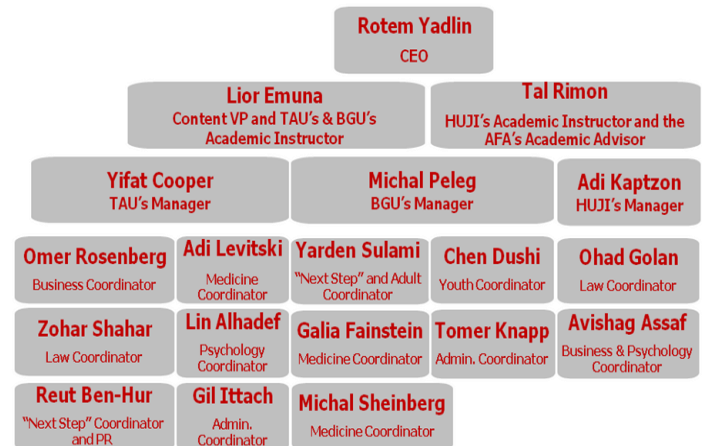 Rotem Yadlin
CEO
Lior Emuna
Content VP and TAU's & BGU's
Academic Instructor
Tal Rimon
HUJI's Academic Instructor and the
AFA's Academic Advisor
Yifat Cooper
TAU's Manager
Michal Peleg
BGU's Manager
Adi Kaptzon
HUJI's Manager
Omer Rosenberg
Business Coordinator
Adi Levitski
Medicine
Coordinator
Yarden Sulami
"Next Step" and Adult
Coordinator
Chen Dushi
Youth Coordinator
Ohad Golan
Law Coordinator
Zohar Shahar
Law Coordinator
Lin Alhadef
Psychology
Coordinator
Galia Fainstein
Medicine Coordinator
Tomer Knapp
Admin. Coordinator
Avishag Assaf
Business & Psychology
Coordinator
Reut Ben-Hur
"Next Step" Coordinator
and PR
Gil Ittach
Admin.
Coordinator
Michal Sheinberg
Medicine Coordinator